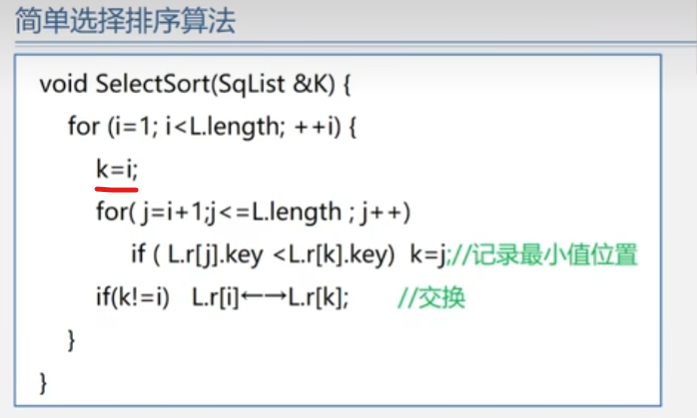 简单选择排序算法
void SelectSort(SqList &K) {
for (i=1; i<L.length; ++i) {
k=i;
for( j=i+1;j<=L.length ; j++)
if ( L.r[j].key <L.r[k].key) k=j;//记录最小值位置
if(k!=i) L.r[i]←→L.r[k]; //交换
}
}